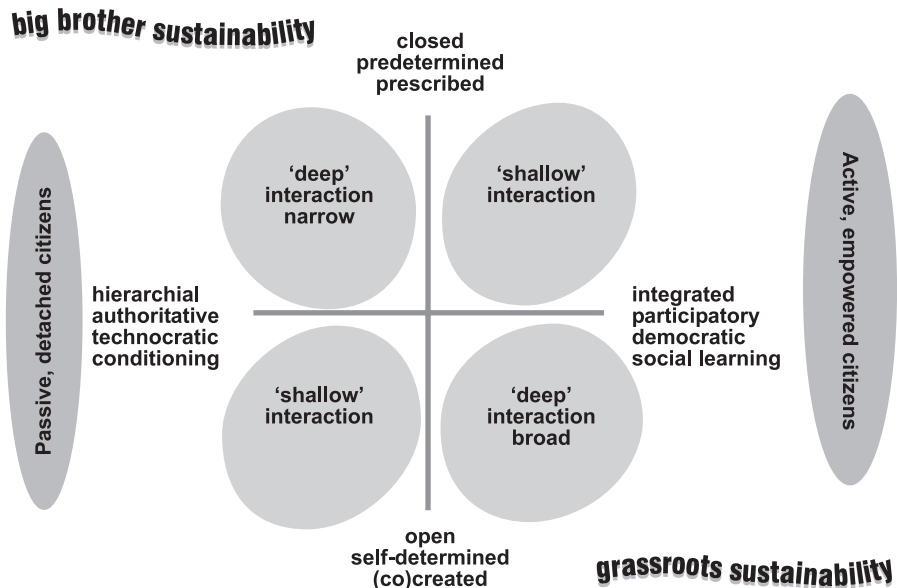 big brother sustainability
closed
predetermined
prescribed
'deep'
interaction
narrow
'shallow'
interaction
Passive, detached citizens
Active, empowered citizens
hierarchial
authoritative
technocratic
conditioning
integrated
participatory
democratic
social learning
'shallow'
interaction
'deep'
interaction
broad
open
self-determined
(co)created
grassroots sustainability